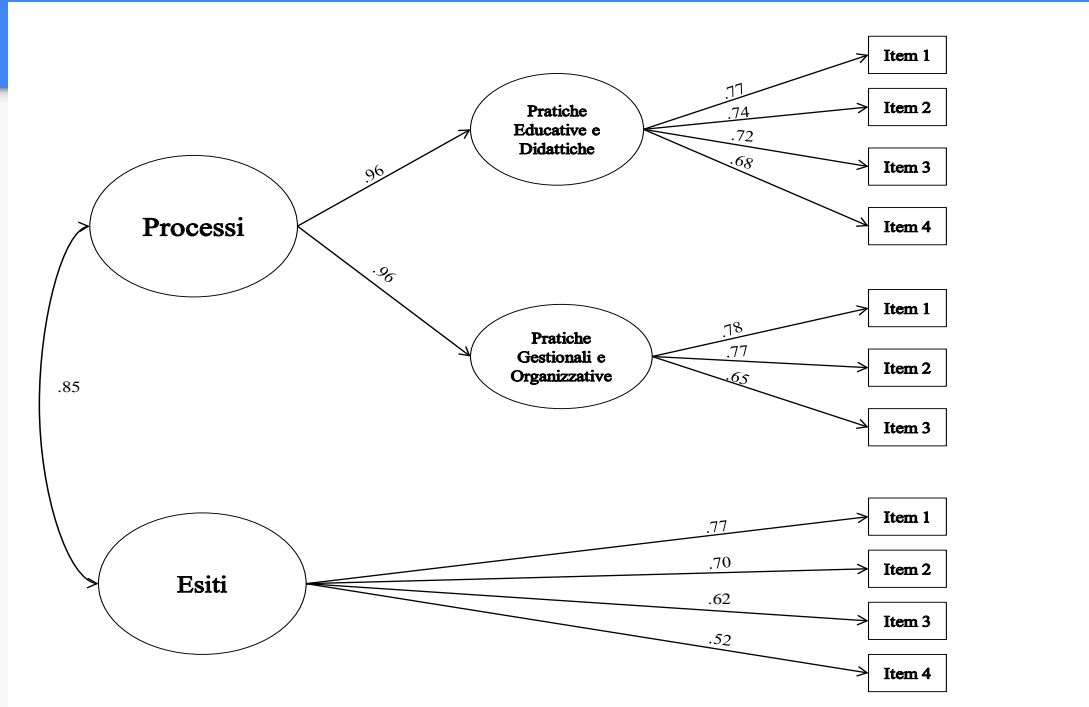 Item 1
.77
Pratiche
Educative e
Didattiche
.74
Item 2
.72
Item 3
.68
.96
Item 4
Processi
.96
Item 1
.78
Pratiche
Gestionali e
Organizzative
.77
Item 2
.65
.85
Item 3
Item 1
.77
.70
Item 2
Esiti
.62
Item 3
.52
Item 4